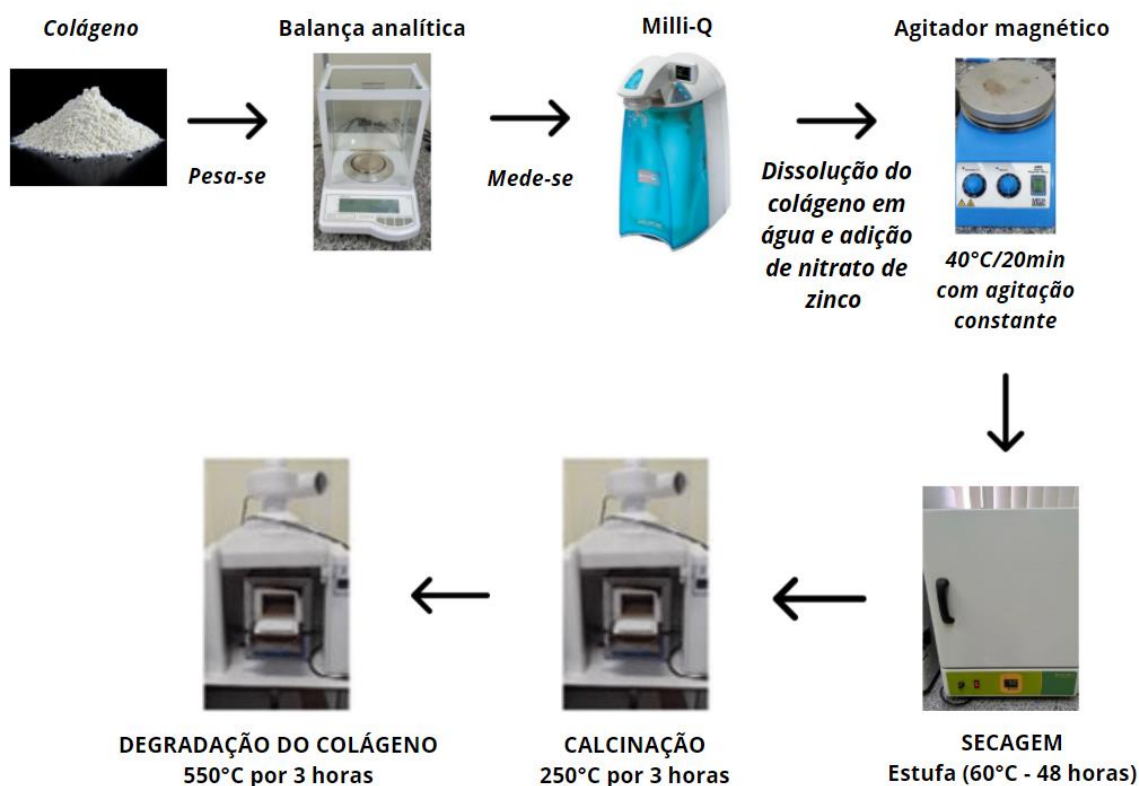 Colágeno
Balança analítica
Milli-Q
Agitador magnético
Pesa-se
Mede-se
Dissolução do
colágeno em
água e adição
de nitrato de
zinco
40°C/20min
com agitação
constante
DEGRADAÇÃO DO COLÁGENO
550°C por 3 horas
CALCINAÇÃO
250°C por 3 horas
SECAGEM
Estufa (60°C - 48 horas)